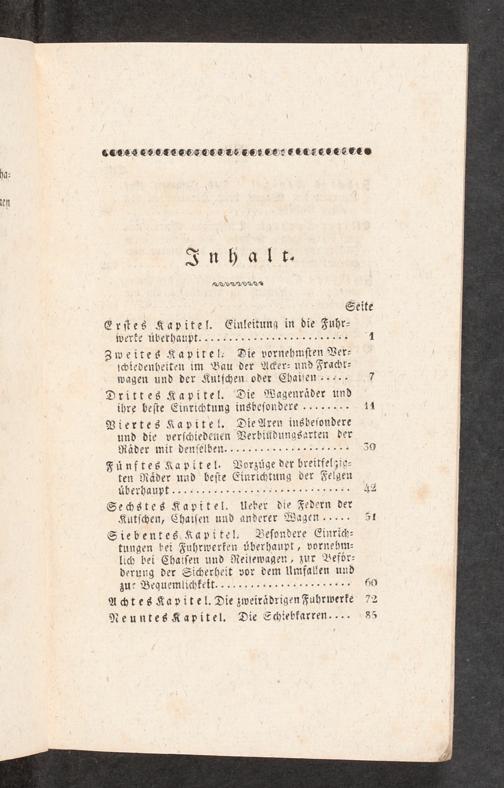 ha:
nen
Inhalt.
Seite
Erstes Kapitel. Einleitung in die Fuhr-
werke überhaupt........................ 1
Zweites Kapitel. Die vornehmsten Ver-
schiedenheiten im Bau der Acker- und Fracht-
wagen und der Kutschen oder Chaisen ..... 7
Drittes Kapitel. Die Wagenräder und
ihre beste Einrichtung insbesondere ........ 11
Viertes Kapitel. Die Axen insbesondere
und die verschiedenen Verbindungsarten der
Räder mit denselben..................... 30
Fünftes Kapitel. Vorzüge der breitfelzig-
ten Räder und beste Einrichtung der Felgen
überhaupt............................. 42
Sechstes Kapitel. Ueber die Federn der
Kutschen, Chaisen und anderer Wagen ..... 51
Siebentes Kapitel. Besondere Einrich-
tungen bei Fuhrwerken überhaupt, vornehm-
lich bei Chaisen und Reisewagen, zur Beför-
derung der Sicherheit vor dem Umfallen und
zur Bequemlichkeit...................... 60
Achtes Kapitel. Die zweirädrigen Fuhrwerke 72
Neuntes Kapitel. Die Schiebkarren.... 85